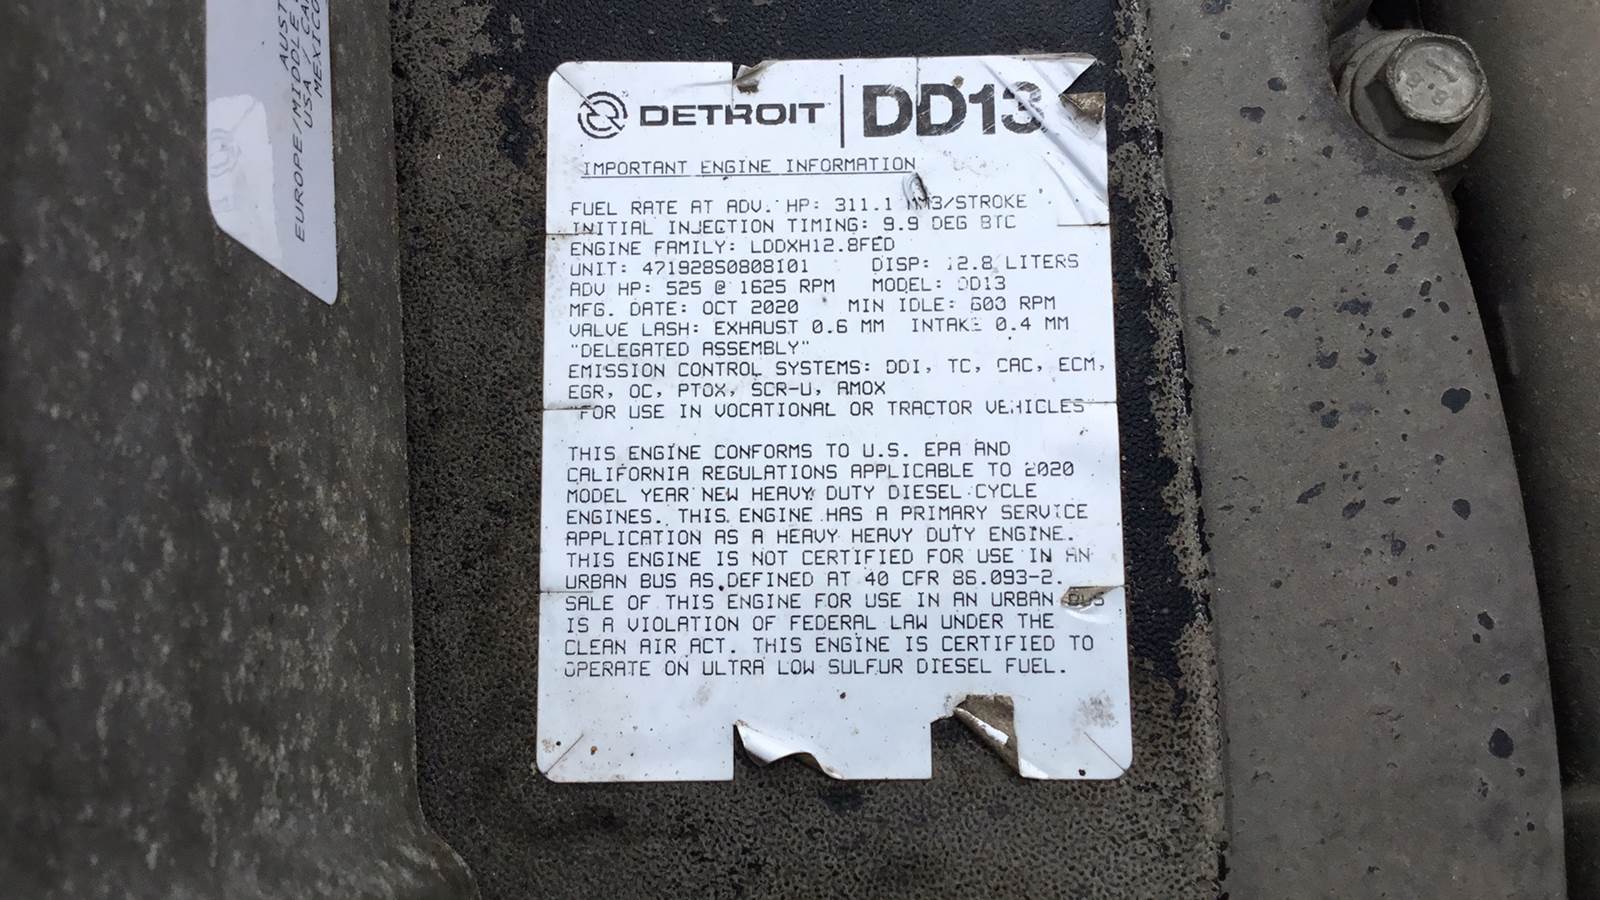 AUST
EUROPE/MIDDLE
USA / CA
MEXICO
DETROIT DD13
IMPORTANT ENGINE INFORMATION
FUEL RATE AT ADV. HP: 311.1 MM3/STROKE
INITIAL INJECTION TIMING: 9.9 DEG BTC
ENGINE FAMILY: LDDXH12.8FED
UNIT: 471928S0808101 DISP: 12.8 LITERS
ADV HP: 525 @ 1625 RPM MODEL: DD13
MFG. DATE: OCT 2020 MIN IDLE: 600 RPM
VALVE LASH: EXHAUST 0.6 MM INTAKE 0.4 MM
"DELEGATED ASSEMBLY"
EMISSION CONTROL SYSTEMS: DDI, TC, CAC, ECM,
EGR, OC, PTOX, SCR-U, AMOX
"FOR USE IN VOCATIONAL OR TRACTOR VEHICLES"
THIS ENGINE CONFORMS TO U.S. EPA AND
CALIFORNIA REGULATIONS APPLICABLE TO 2020
MODEL YEAR NEW HEAVY DUTY DIESEL CYCLE
ENGINES. THIS ENGINE HAS A PRIMARY SERVICE
APPLICATION AS A HEAVY HEAVY DUTY ENGINE.
THIS ENGINE IS NOT CERTIFIED FOR USE IN AN
URBAN BUS AS DEFINED AT 40 CFR 86.093-2.
SALE OF THIS ENGINE FOR USE IN AN URBAN BUS
IS A VIOLATION OF FEDERAL LAW UNDER THE
CLEAN AIR ACT. THIS ENGINE IS CERTIFIED TO
OPERATE ON ULTRA LOW SULFUR DIESEL FUEL.